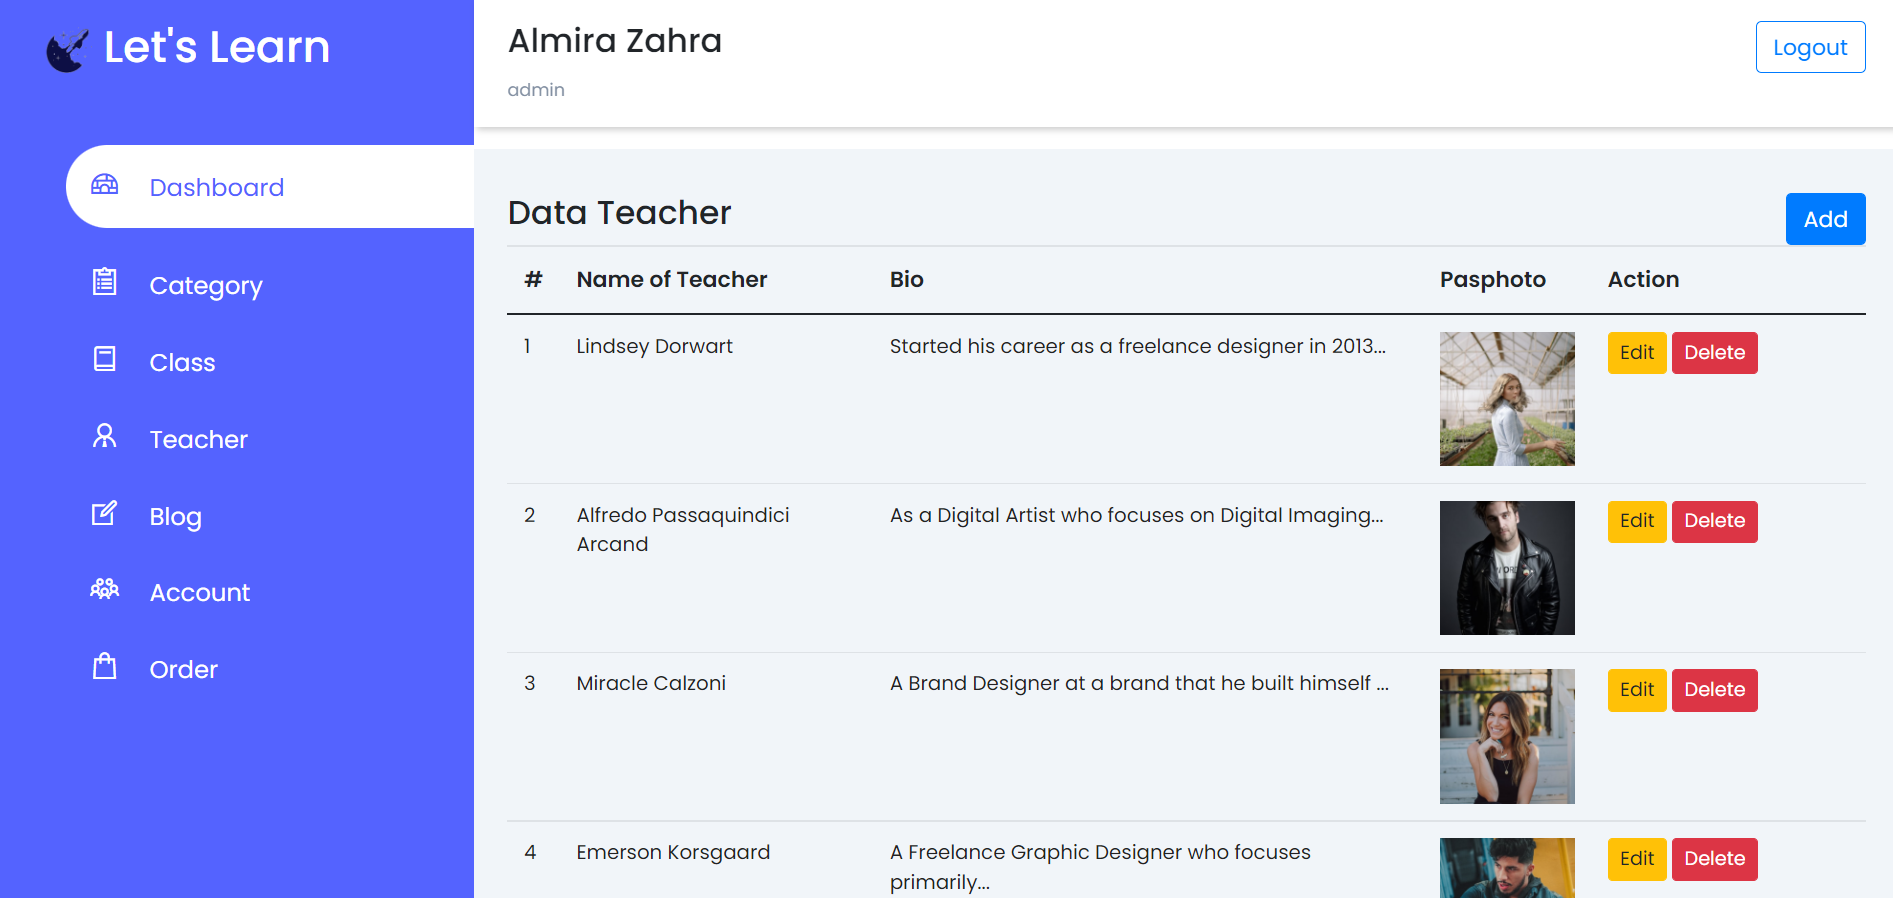 Let's Learn
Almira Zahra
Logout
admin
Dashboard
Category
Class
Teacher
Blog
Account
Order
Data Teacher
Add
# Name of Teacher Bio Pasphoto Action
1 Lindsey Dorwart Started his career as a freelance designer in 2013... Edit Delete
2 Alfredo Passaquindici As a Digital Artist who focuses on Digital Imaging... Edit Delete
Arcand
3 Miracle Calzoni A Brand Designer at a brand that he built himself ... Edit Delete
4 Emerson Korsgaard A Freelance Graphic Designer who focuses Edit Delete
primarily...